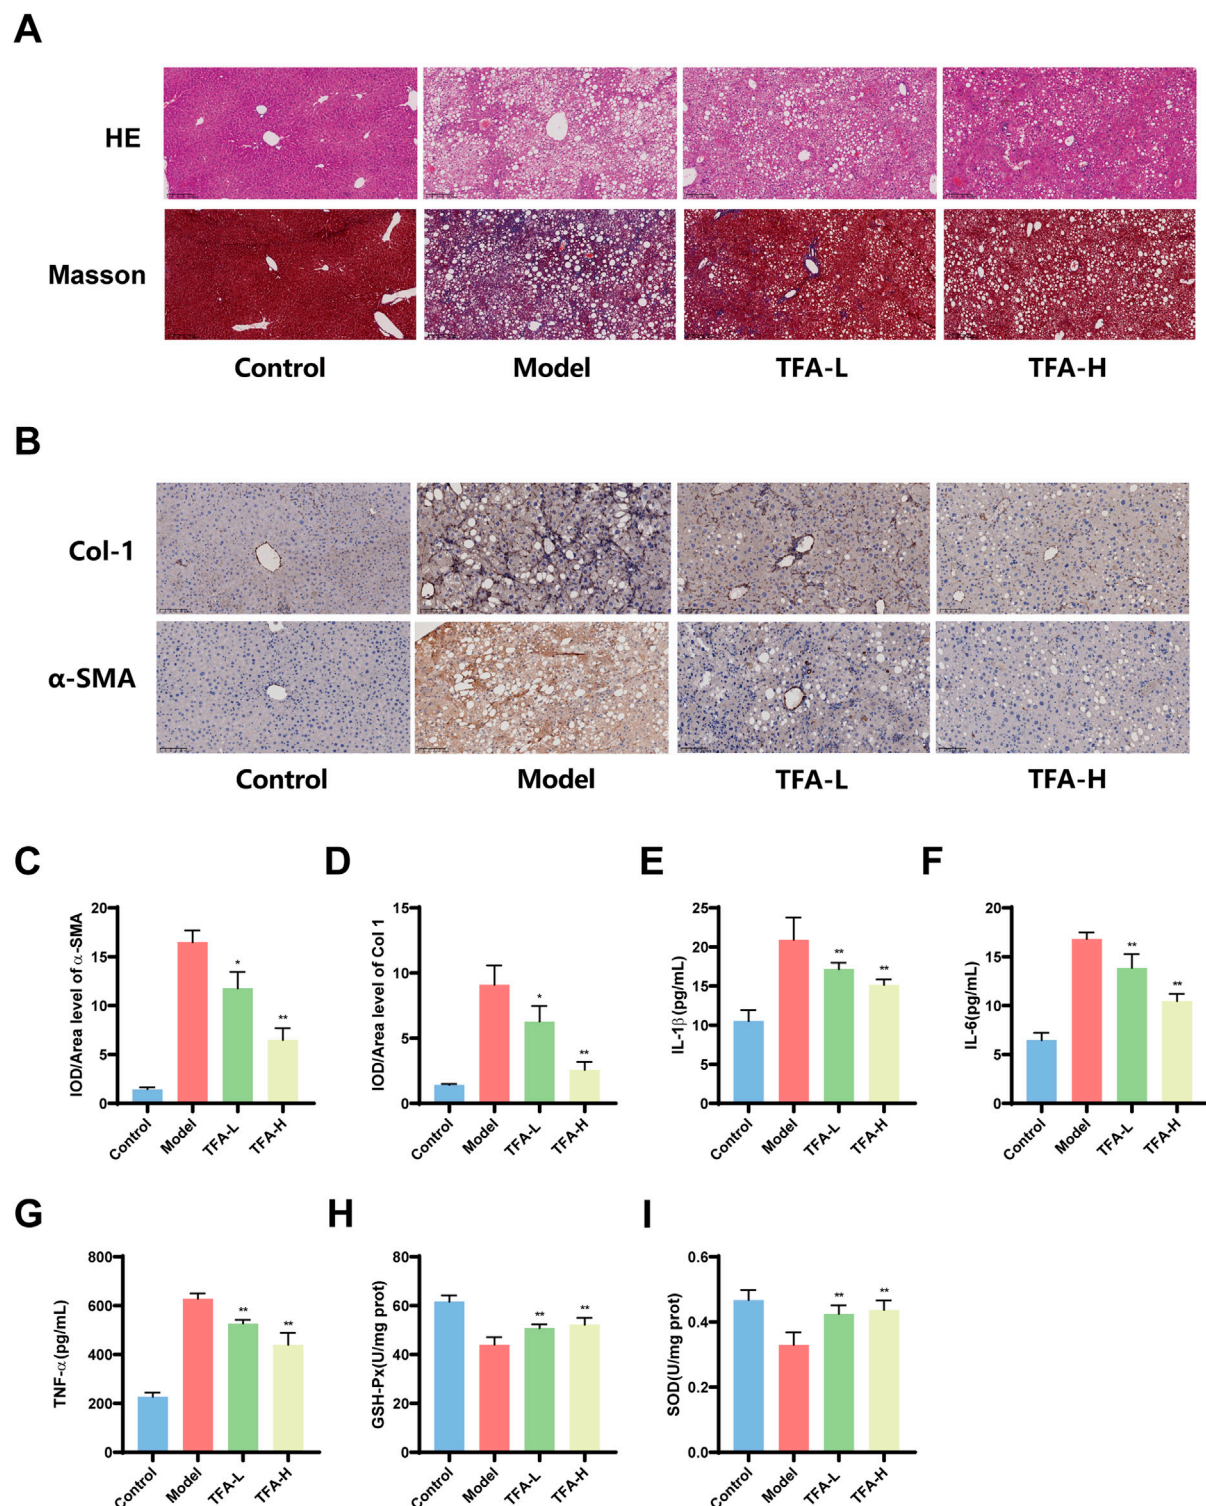 A
HE
Masson
Control Model TFA-L TFA-H
B
Col-1
α-SMA
Control Model TFA-L TFA-H
C
IOD/Area level of α-SMA
20
15
10
5
0
Control Model TFA-L TFA-H
* **
D
IOD/Area level of Col 1
15
10
5
0
Control Model TFA-L TFA-H
* **
E
IL-1β (pg/mL)
25
20
15
10
5
0
Control Model TFA-L TFA-H
** **
F
IL-6(pg/mL)
20
15
10
5
0
Control Model TFA-L TFA-H
** **
G
TNF-α (pg/mL)
800
600
400
200
0
Control Model TFA-L TFA-H
** **
H
GSH-Px(U/mg prot)
80
60
40
20
0
Control Model TFA-L TFA-H
** **
I
SOD(U/mg prot)
0.6
0.4
0.2
0.0
Control Model TFA-L TFA-H
** **